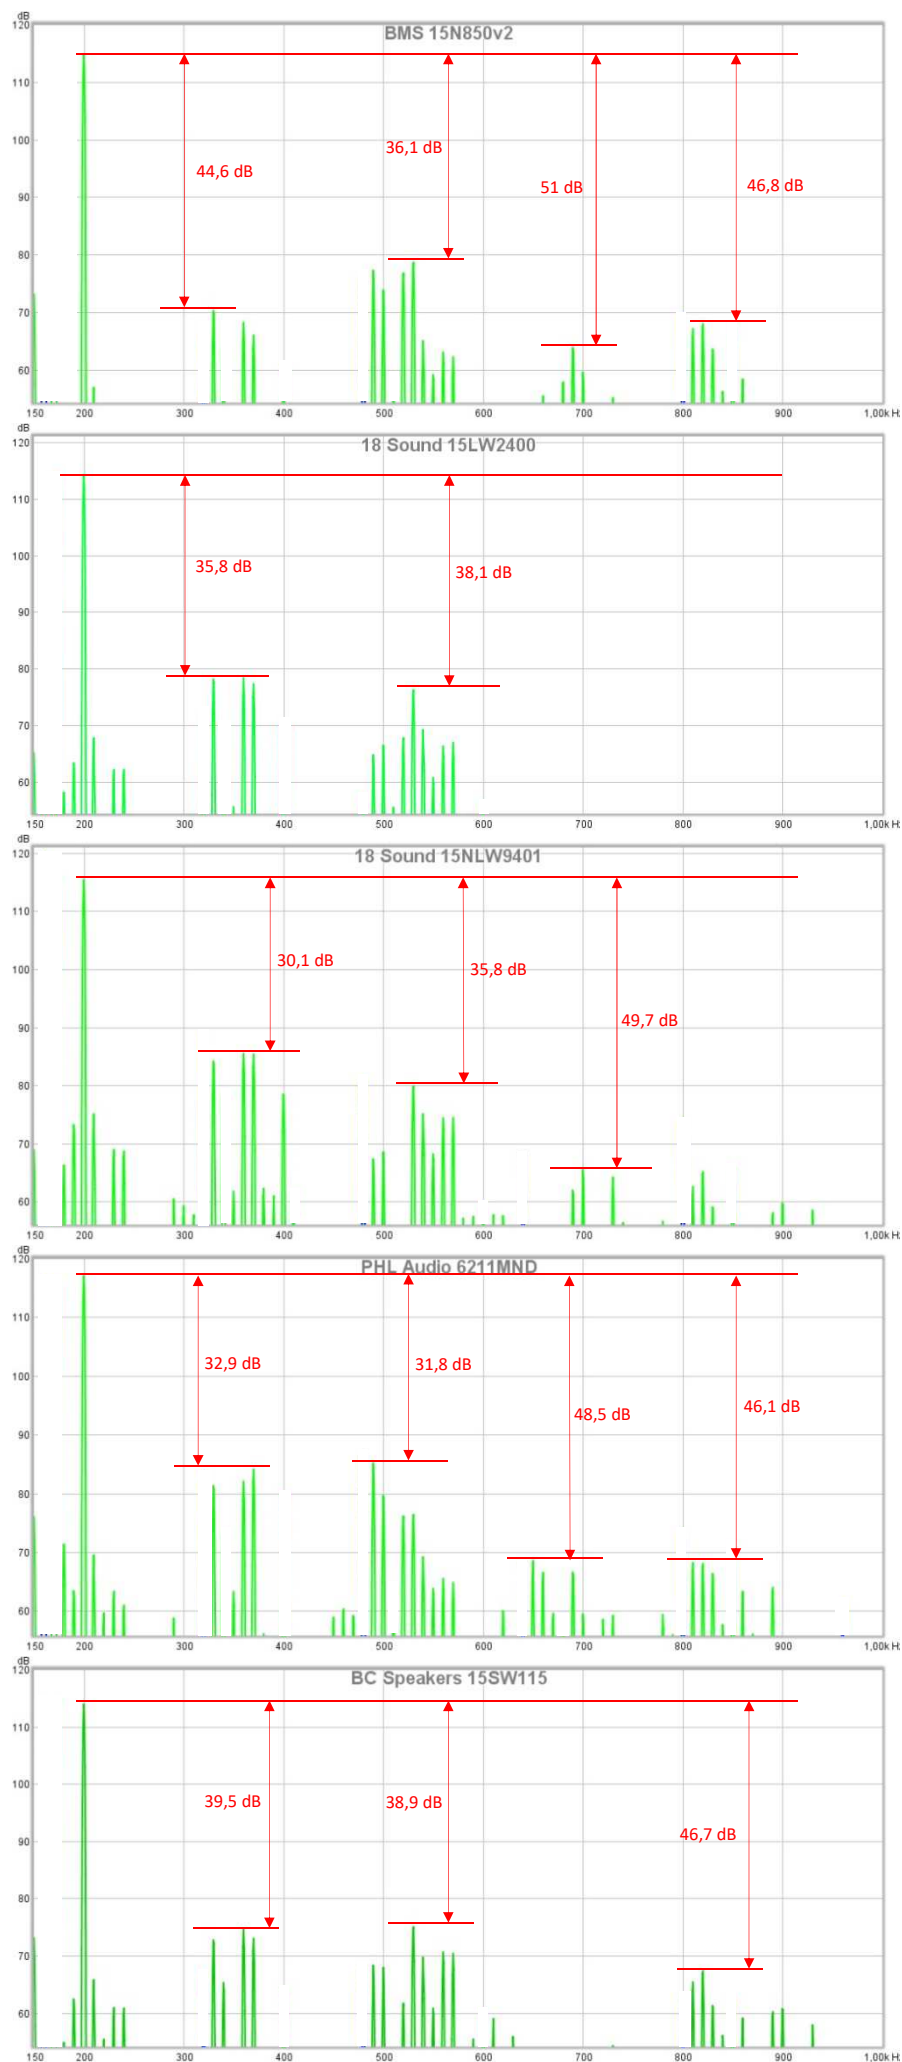 dB
120
BMS 15N850v2
110
100
90
80
70
60
44,6 dB
36,1 dB
51 dB
46,8 dB
150 200 300 400 500 600 700 800 900 1,00k Hz
dB
120
18 Sound 15LW2400
110
100
90
80
70
60
35,8 dB
38,1 dB
150 200 300 400 500 600 700 800 900 1,00k Hz
dB
120
18 Sound 15NLW9401
110
100
90
80
70
60
30,1 dB
35,8 dB
49,7 dB
150 200 300 400 500 600 700 800 900 1,00k Hz
dB
120
PHL Audio 6211MND
110
100
90
80
70
60
32,9 dB
31,8 dB
48,5 dB
46,1 dB
150 200 300 400 500 600 700 800 900 1,00k Hz
dB
120
BC Speakers 15SW115
110
100
90
80
70
60
39,5 dB
38,9 dB
46,7 dB
150 200 300 400 500 600 700 800 900 1,00k Hz